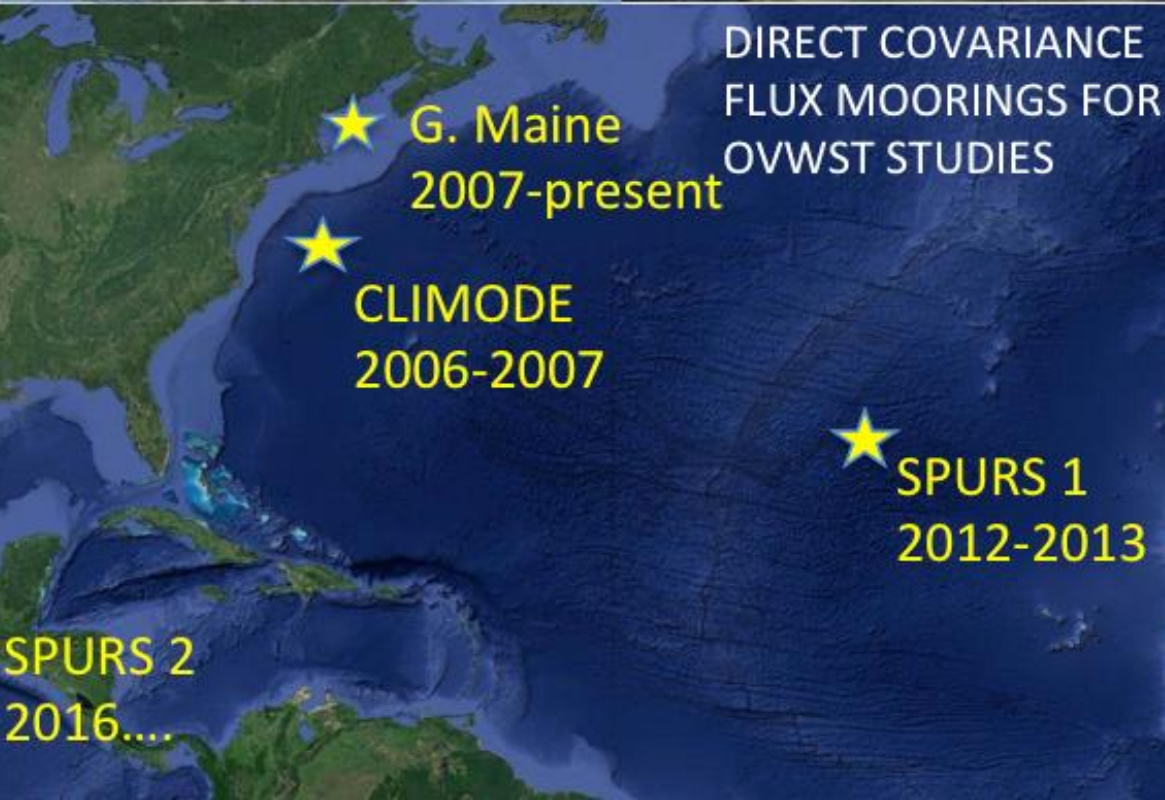 DIRECT COVARIANCE
FLUX MOORINGS FOR
OVWST STUDIES
G. Maine
2007-present
CLIMODE
2006-2007
SPURS 1
2012-2013
SPURS 2
2016....